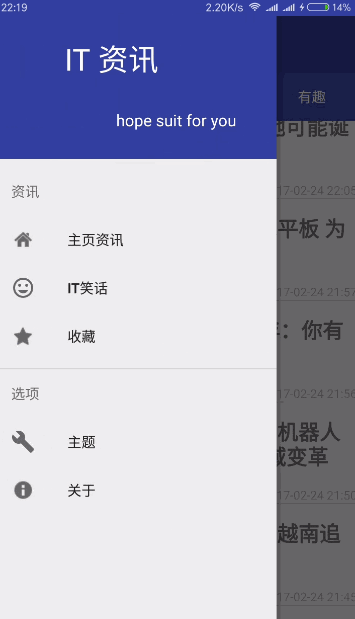 22:19 2.20K/s 14%
IT 资讯
hope suit for you
有趣
资讯
主页资讯
IT笑话
收藏
选项
主题
关于
可能诞
17-02-24 22:05
平板 为
17-02-24 21:57
：你有
17-02-24 21:56
机器人
域变革
17-02-24 21:50
越南追
17-02-24 21:45